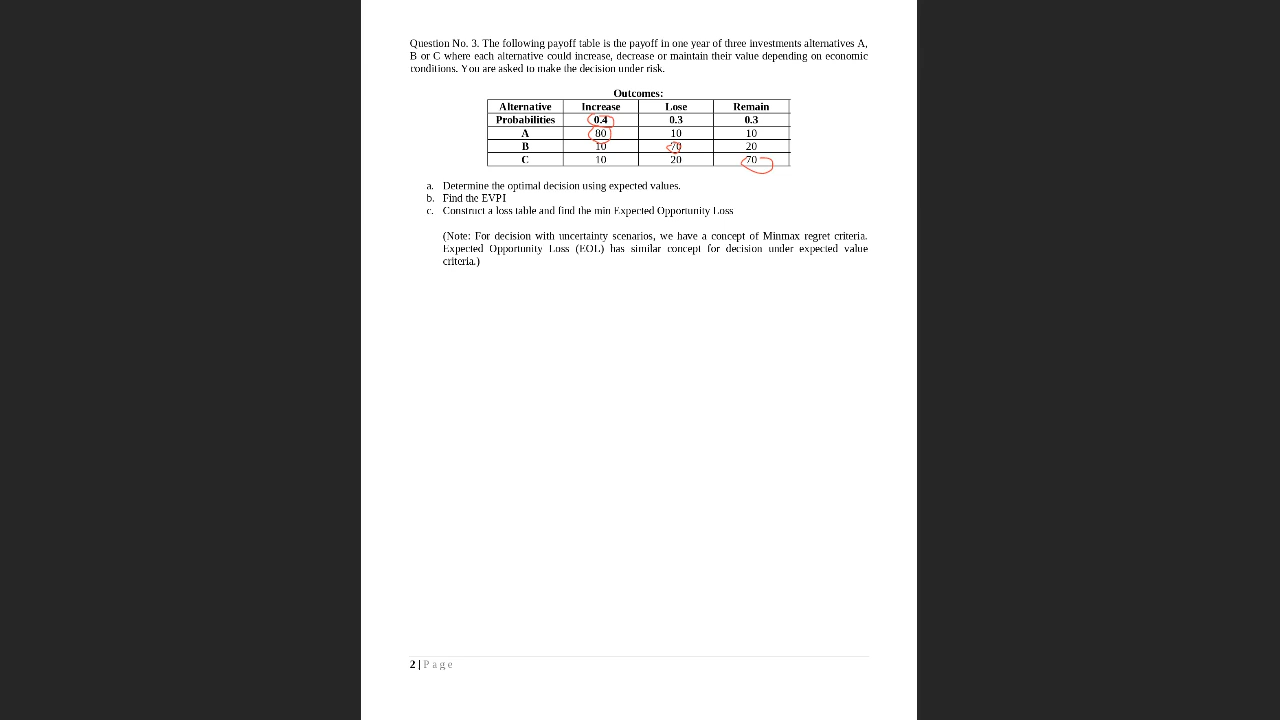 Question No. 3. The following payoff table is the payoff in one year of three investments alternatives A,
B or C where each alternative could increase, decrease or maintain their value depending on economic
conditions. You are asked to make the decision under risk.
Outcomes:
Alternative Increase Lose Remain
Probabilities 0.4 0.3 0.3
A 80 10 10
B 10 70 20
C 10 20 70
a. Determine the optimal decision using expected values.
b. Find the EVPI
c. Construct a loss table and find the min Expected Opportunity Loss
(Note: For decision with uncertainty scenarios, we have a concept of Minmax regret criteria.
Expected Opportunity Loss (EOL) has similar concept for decision under expected value
criteria.)
2 | Page